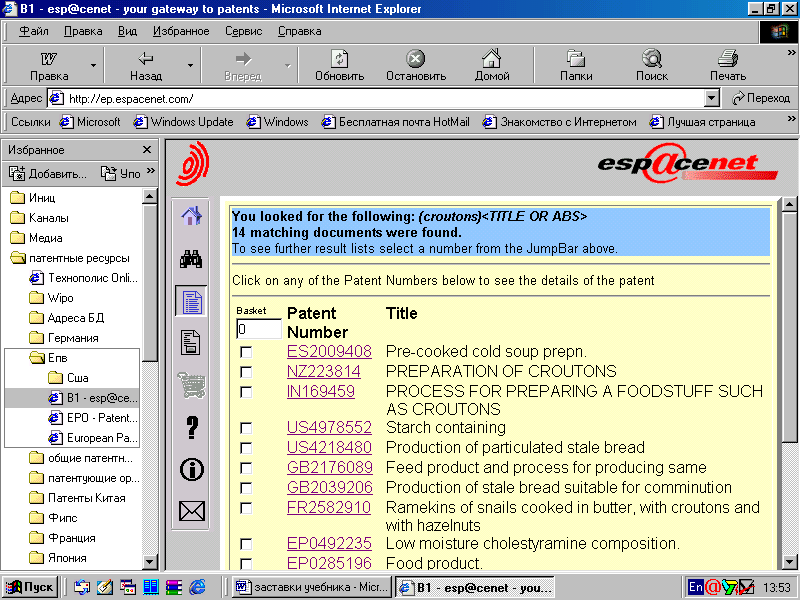 B1 - esp@cenet - your gateway to patents - Microsoft Internet Explorer
Файл Правка Вид Избранное Сервис Справка
Правка Назад Вперед Обновить Остановить Домой Папки Поиск Печать
Адрес http://ep.espacenet.com/ Переход
Ссылки Microsoft Windows Update Windows Бесплатная почта HotMail Знакомство с Интернетом Лучшая страница
Избранное
Добавить... Упо
Иниц
Каналы
Медиа
патентные ресурсы
Технополис Onli...
Wipo
Адреса БД
Германия
Епв
Сша
B1 - esp@ce...
EPO - Patent...
European Pa...
общие патентн...
патентующие ор...
Патенты Китая
Фипс
Франция
Япония
esp@cenet
You looked for the following: (croutons)<TITLE OR ABS>
14 matching documents were found.
To see further result lists select a number from the JumpBar above.
Click on any of the Patent Numbers below to see the details of the patent
Basket Patent Number Title
0
ES2009408 Pre-cooked cold soup prepn.
NZ223814 PREPARATION OF CROUTONS
IN169459 PROCESS FOR PREPARING A FOODSTUFF SUCH
AS CROUTONS
US4978552 Starch containing
US4218480 Production of particulated stale bread
GB2176089 Feed product and process for producing same
GB2039206 Production of stale bread suitable for comminution
FR2582910 Ramekins of snails cooked in butter, with croutons and
with hazelnuts
EP0492235 Low moisture cholestyramine composition.
EP0285196 Food product.
Пуск заставки учебника - Micr... B1 - esp@cenet - you... En 13:53